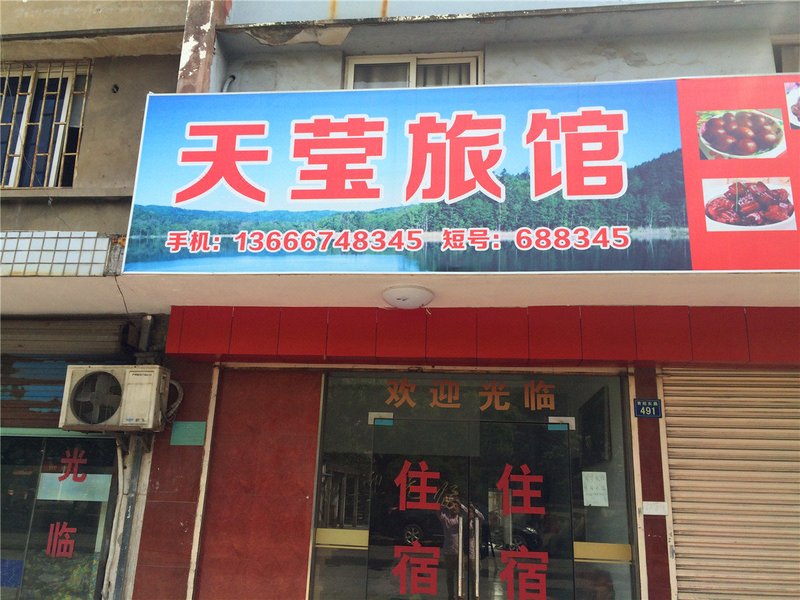 天莹旅馆
手机：13666748345 短号：688345
欢迎光临
491
住 住
宿 宿
光
临